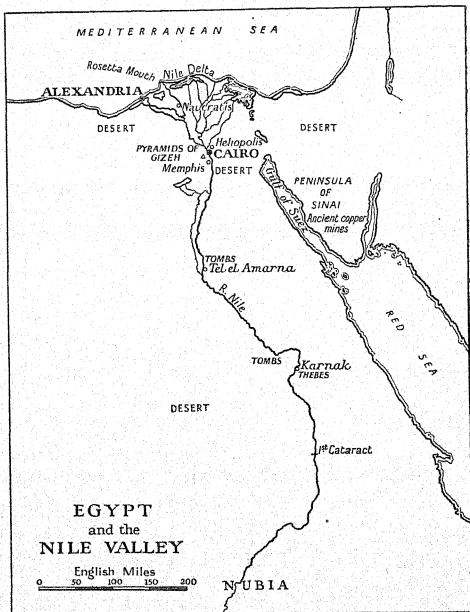 MEDITERRANEAN SEA
Rosetta Mouth
Nile Delta
ALEXANDRIA
Naucratis
DESERT
DESERT
PYRAMIDS OF
GIZEH
Heliopolis
CAIRO
Memphis
DESERT
Gulf of Suez
PENINSULA
OF
SINAI
Ancient copper
mines
TOMBS
Tel el Amarna
R. Nile
RED SEA
TOMBS
Karnak
THEBES
DESERT
1st Cataract
EGYPT
and the
NILE VALLEY
English Miles
0 50 100 150 200
NUBIA